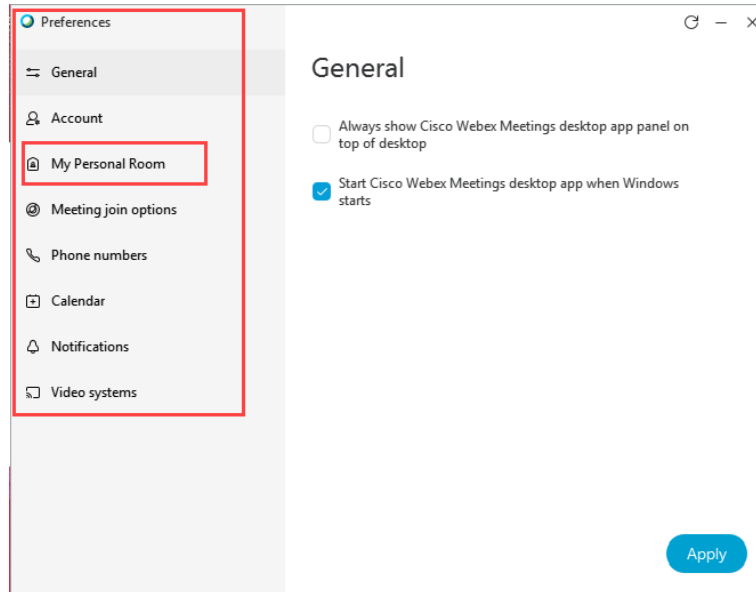 Preferences
General
Account
My Personal Room
Meeting join options
Phone numbers
Calendar
Notifications
Video systems
General
Always show Cisco Webex Meetings desktop app panel on
top of desktop
Start Cisco Webex Meetings desktop app when Windows
starts
Apply